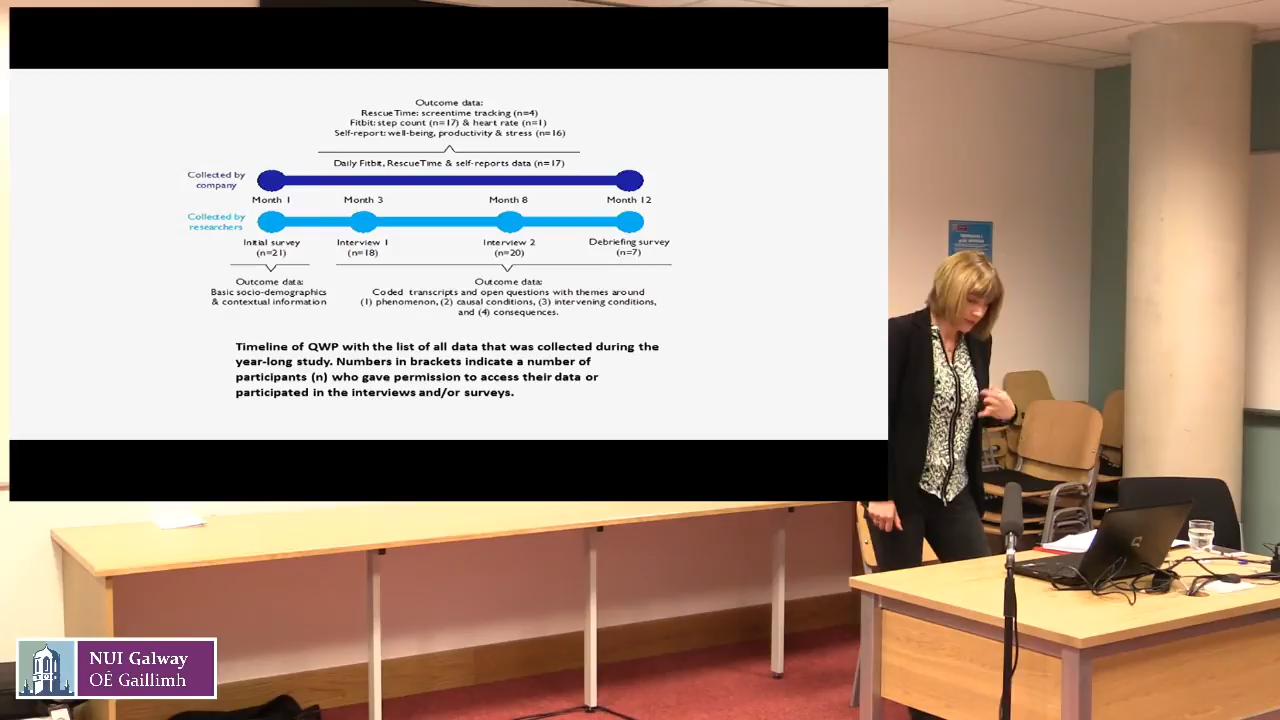 Outcome data:
RescueTime: screentime tracking (n=4)
Fitbit: step count (n=17) & heart rate (n=1)
Self-report: well-being, productivity & stress (n=16)
Daily Fitbit, RescueTime & self-reports data (n=17)
Collected by
company
Month 1
Month 3
Month 8
Month 12
Collected by
researchers
Initial survey
(n=21)
Interview 1
(n=18)
Interview 2
(n=20)
Debriefing survey
(n=7)
Outcome data:
Basic socio-demographics
& contextual information
Outcome data:
Coded transcripts and open questions with themes around
(1) phenomenon, (2) causal conditions, (3) intervening conditions,
and (4) consequences.
Timeline of QWP with the list of all data that was collected during the
year-long study. Numbers in brackets indicate a number of
participants (n) who gave permission to access their data or
participated in the interviews and/or surveys.
NUI Galway
OÉ Gaillimh